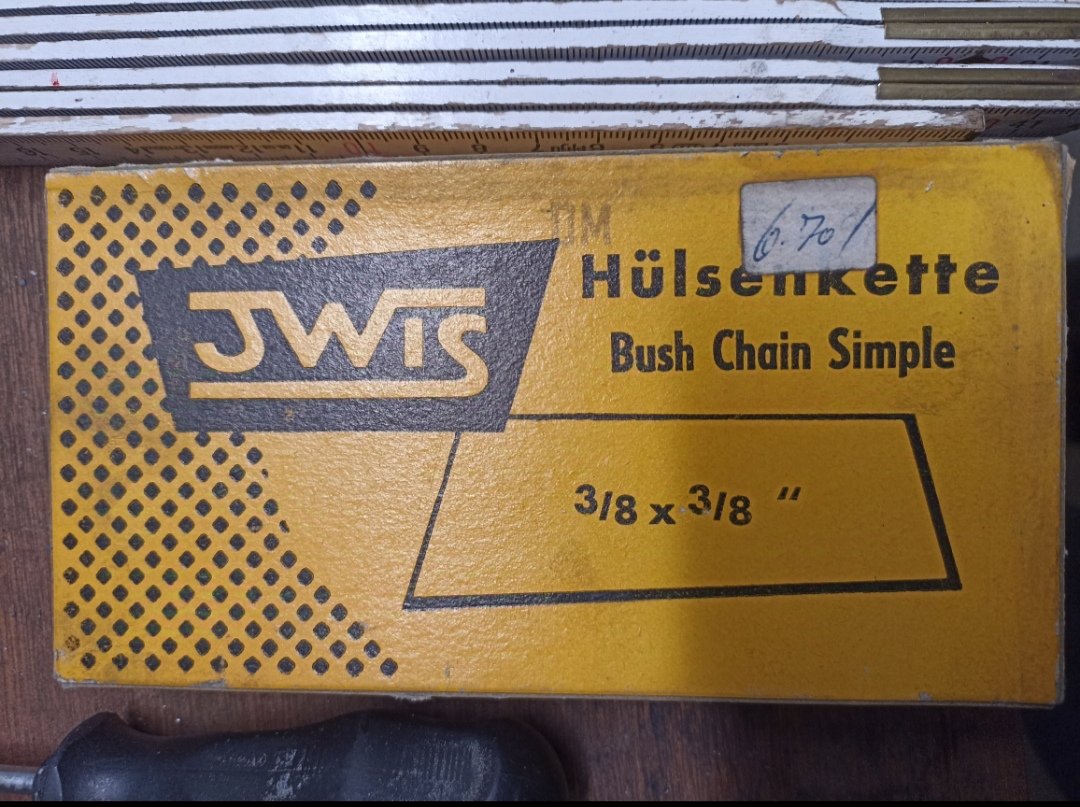 DM
6.70/
Hülsenkette
JWIS
Bush Chain Simple
3/8 x 3/8 "